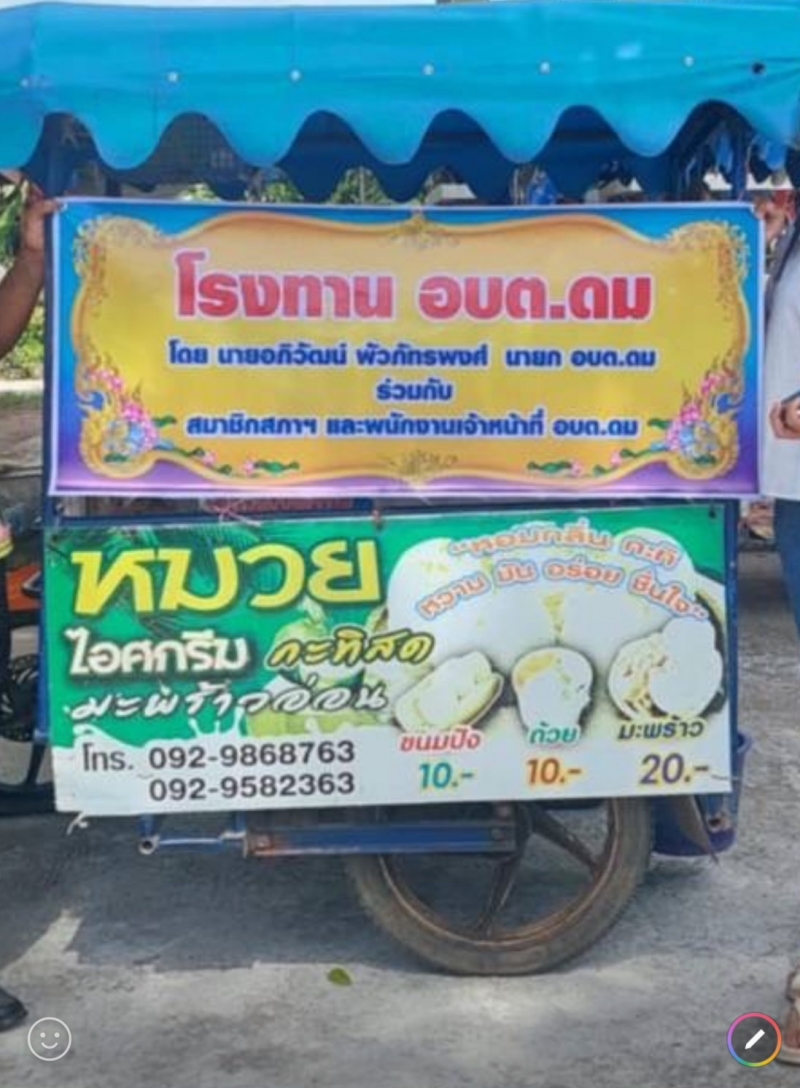 โรงทาน อบต.ดม
โดย นายอภิวัฒน์ พัวภัทรพงศ์ นายก อบต.ดม
ร่วมกับ
สมาชิกสภาฯ และพนักงานเจ้าหน้าที่ อบต.ดม
หมวย
ไอศกรีม กะทิสด
มะพร้าวอ่อน
โทร. 092-9868763
092-9582363
"หอมกลิ่น กะทิ
หวาน มัน อร่อย ชื่นใจ"
ขนมปัง ถ้วย มะพร้าว
10.- 10.- 20.-